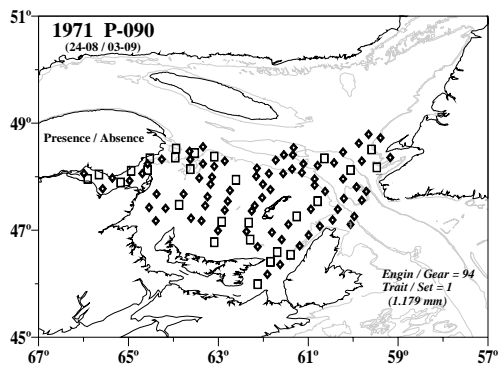 51º
1971 P-090
(24-08 / 03-09)
49º
Presence / Absence
47º
Engin / Gear = 94
Trait / Set = 1
(1.179 mm)
45º
67º 65º 63º 61º 59º 57º